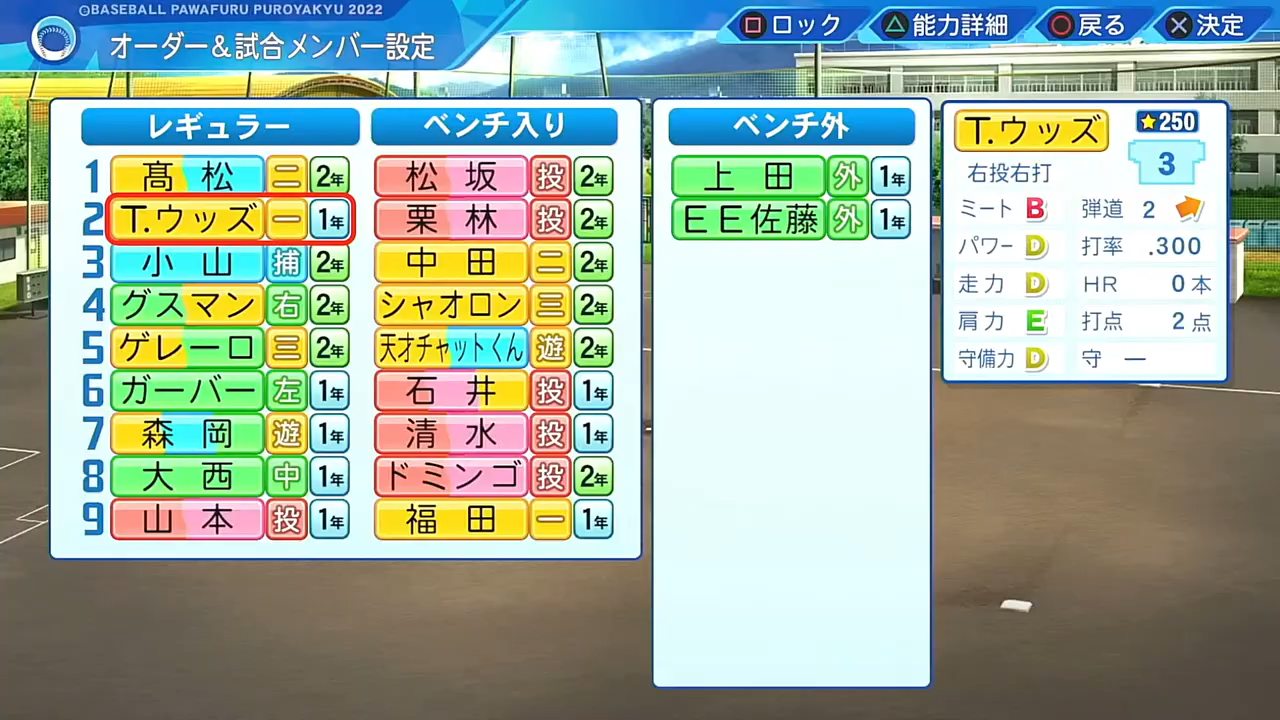 ©BASEBALL PAWAFURU PUROYAKYU 2022
オーダー＆試合メンバー設定
□ロック △能力詳細 ○戻る ×決定
レギュラー
1 髙松 二 2年
2 T.ウッズ 一 1年
3 小山 捕 2年
4 グスマン 右 2年
5 ゲレーロ 三 2年
6 ガーバー 左 1年
7 森岡 遊 1年
8 大西 中 1年
9 山本 投 1年
ベンチ入り
松坂 投 2年
栗林 投 2年
中田 二 2年
シャオロン 三 2年
天才チャットくん 遊 2年
石井 投 1年
清水 投 1年
ドミンゴ 投 2年
福田 一 1年
ベンチ外
上田 外 1年
EE佐藤 外 1年
T.ウッズ ★250
右投右打 3
ミート B 弾道 2
パワー D 打率 .300
走力 D HR 0本
肩力 E 打点 2点
守備力 D 守 —